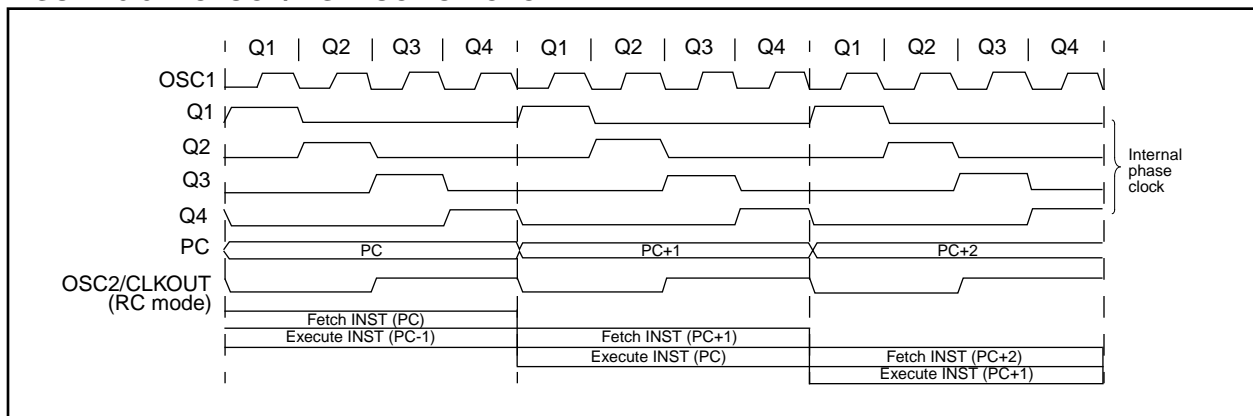 Q1 Q2 Q3 Q4 Q1 Q2 Q3 Q4 Q1 Q2 Q3 Q4
OSC1
Q1
Q2
Q3
Q4
PC
OSC2/CLKOUT
(RC mode)
PC PC+1 PC+2
Internal
phase
clock
Fetch INST (PC)
Execute INST (PC-1) Fetch INST (PC+1)
Execute INST (PC) Fetch INST (PC+2)
Execute INST (PC+1)